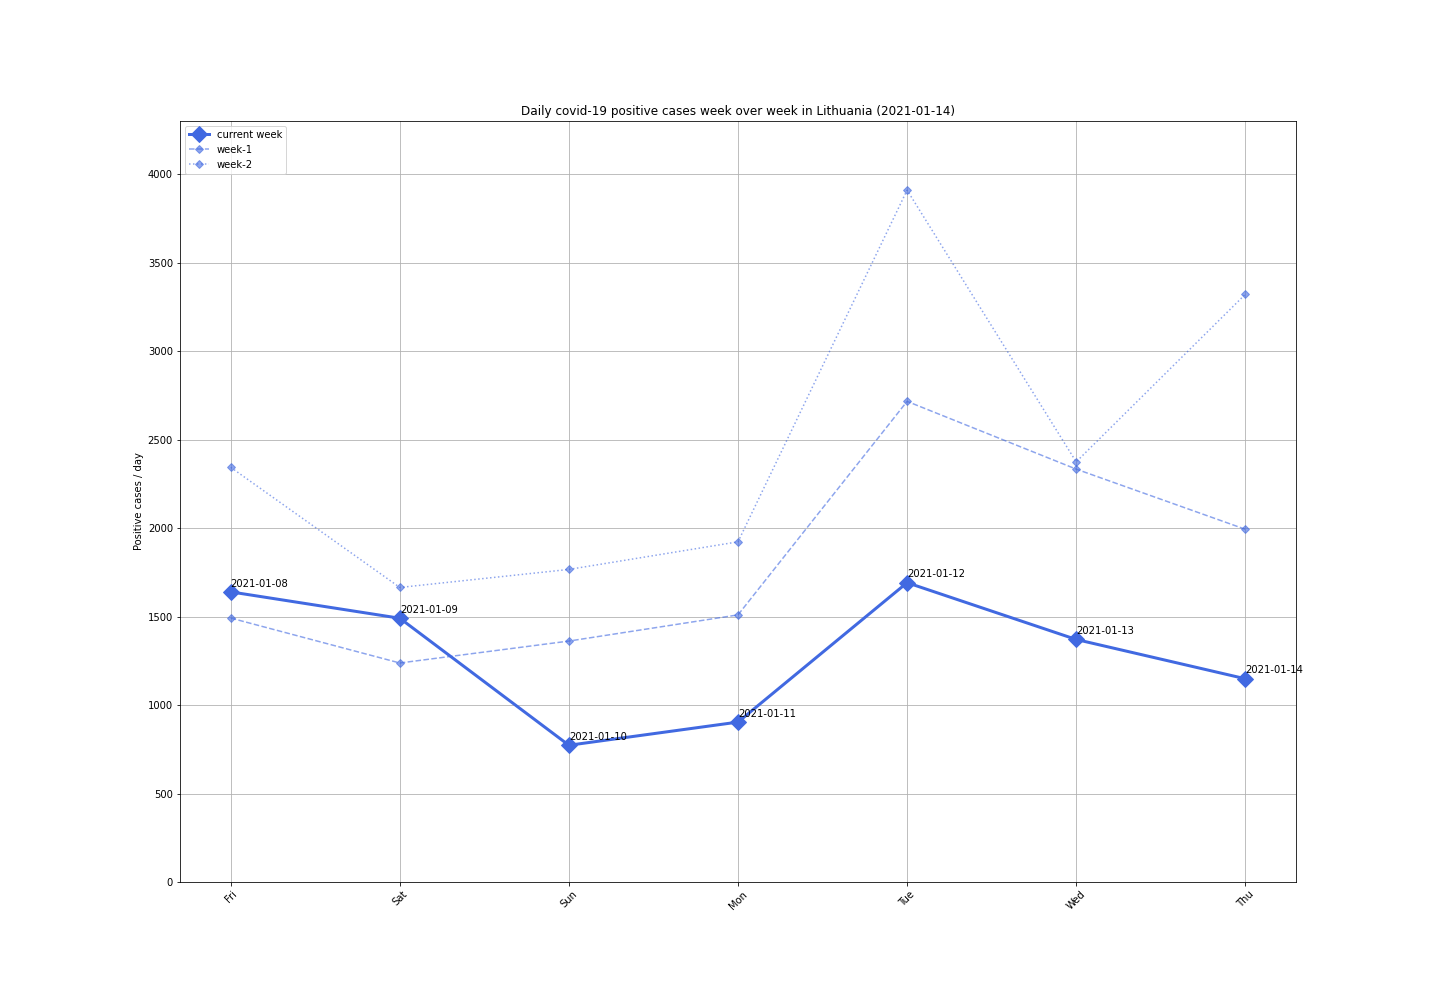 Daily covid-19 positive cases week over week in Lithuania (2021-01-14)
current week
week-1
week-2
4000
3500
3000
2500
2000
1500
1000
500
0
Positive cases / day
2021-01-08
2021-01-09
2021-01-10
2021-01-11
2021-01-12
2021-01-13
2021-01-14
Fri
Sat
Sun
Mon
Tue
Wed
Thu